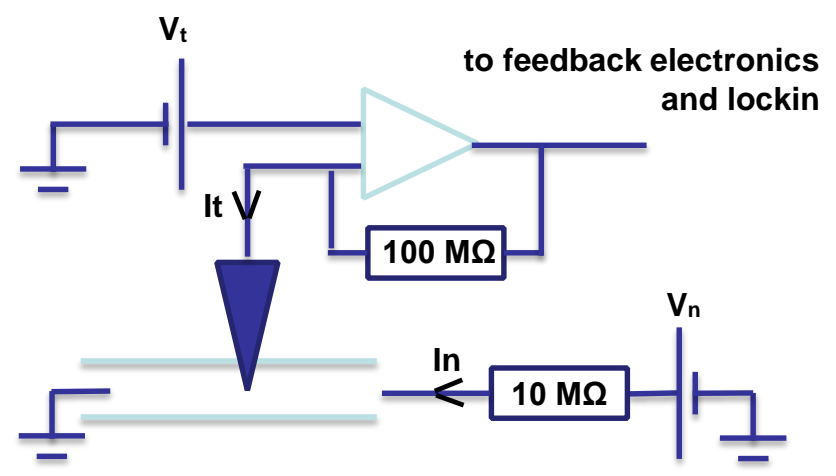 Vt
to feedback electronics
and lockin
It
100 MΩ
Vn
In
10 MΩ